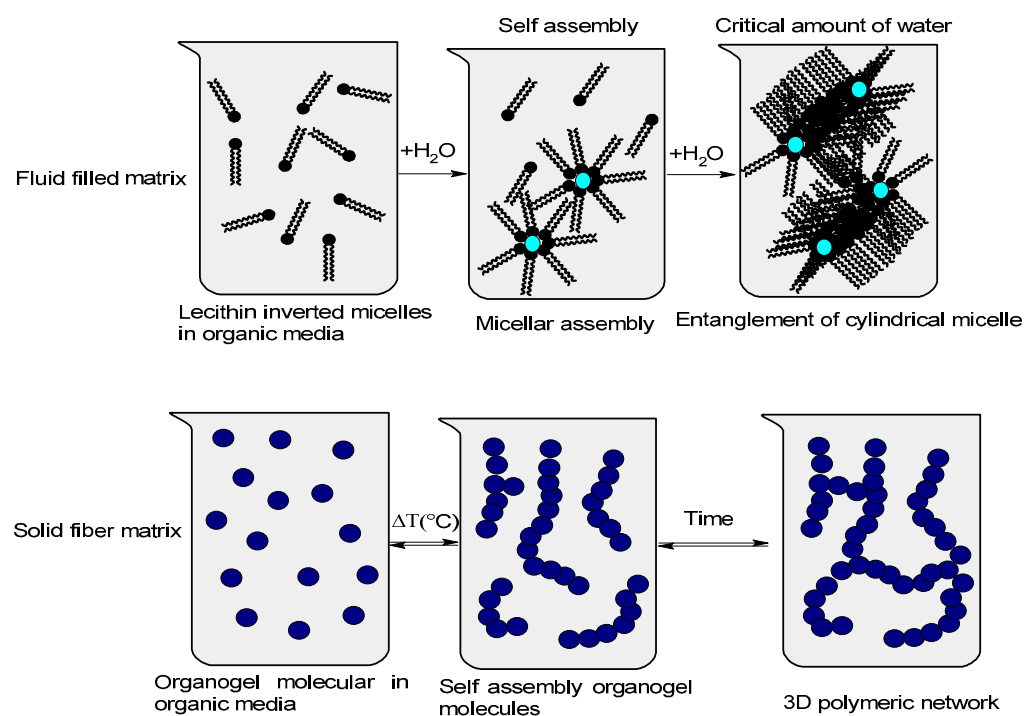 Self assembly
Critical amount of water
Fluid filled matrix
+H₂O
+H₂O
Lecithin inverted micelles
in organic media
Micellar assembly
Entanglement of cylindrical micelle
Solid fiber matrix
ΔT(°C)
Time
Organogel molecular in
organic media
Self assembly organogel
molecules
3D polymeric network